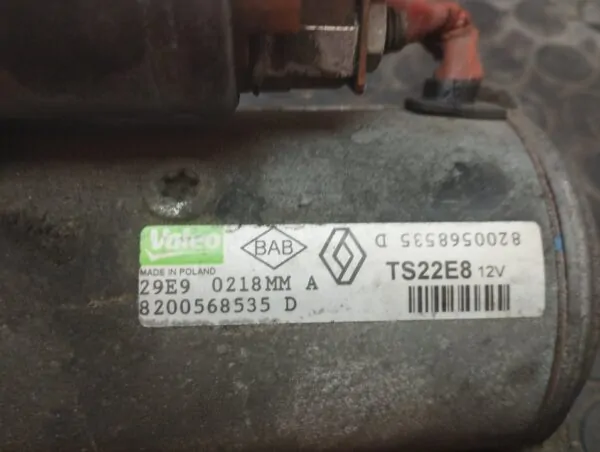 Valeo
BAB
8200568535 D
MADE IN POLAND
TS22E8 12V
29E9 0218MM A
8200568535 D